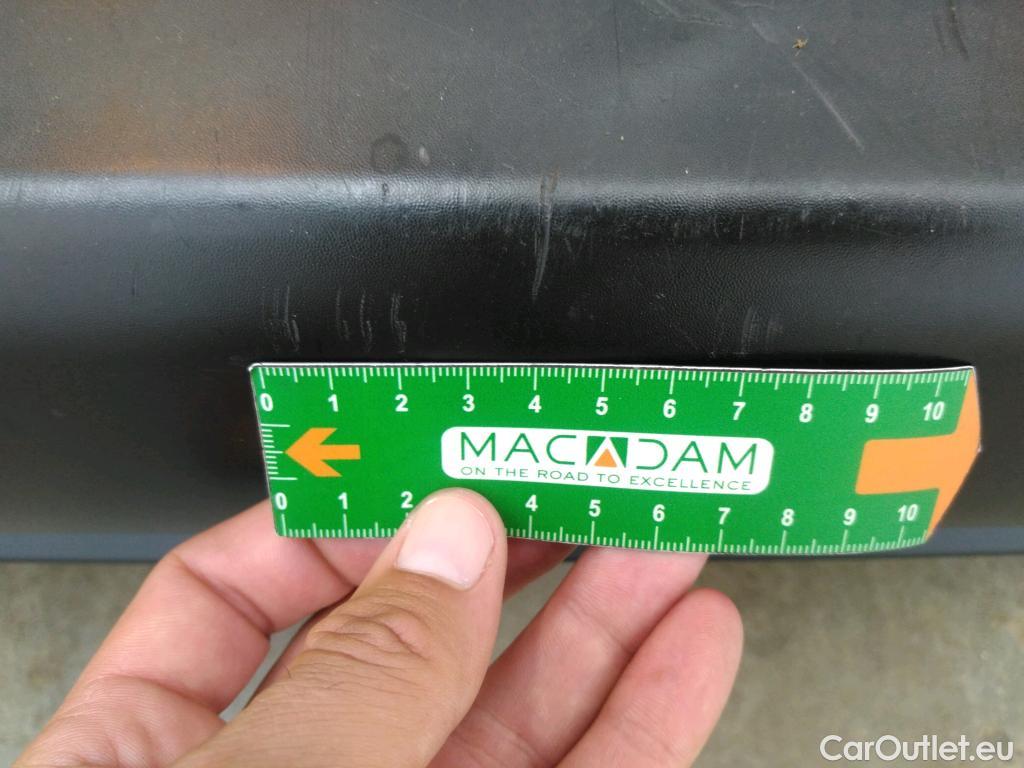 0 1 2 3 4 5 6 7 8 9 10
MACADAM
ON THE ROAD TO EXCELLENCE
0 1 2 4 5 6 7 8 9 10
CarOutlet.eu